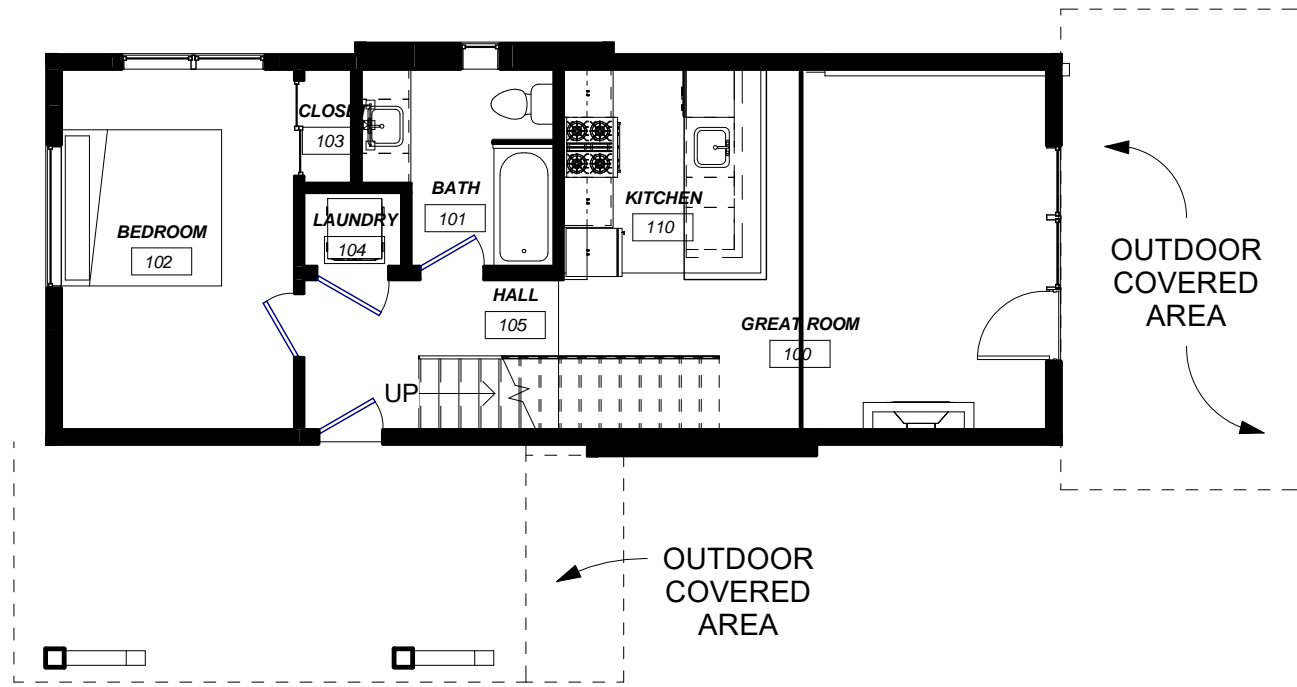 CLOSET
103
BATH
101
LAUNDRY
104
BEDROOM
102
KITCHEN
110
HALL
105
GREAT ROOM
100
UP
OUTDOOR
COVERED
AREA
OUTDOOR
COVERED
AREA